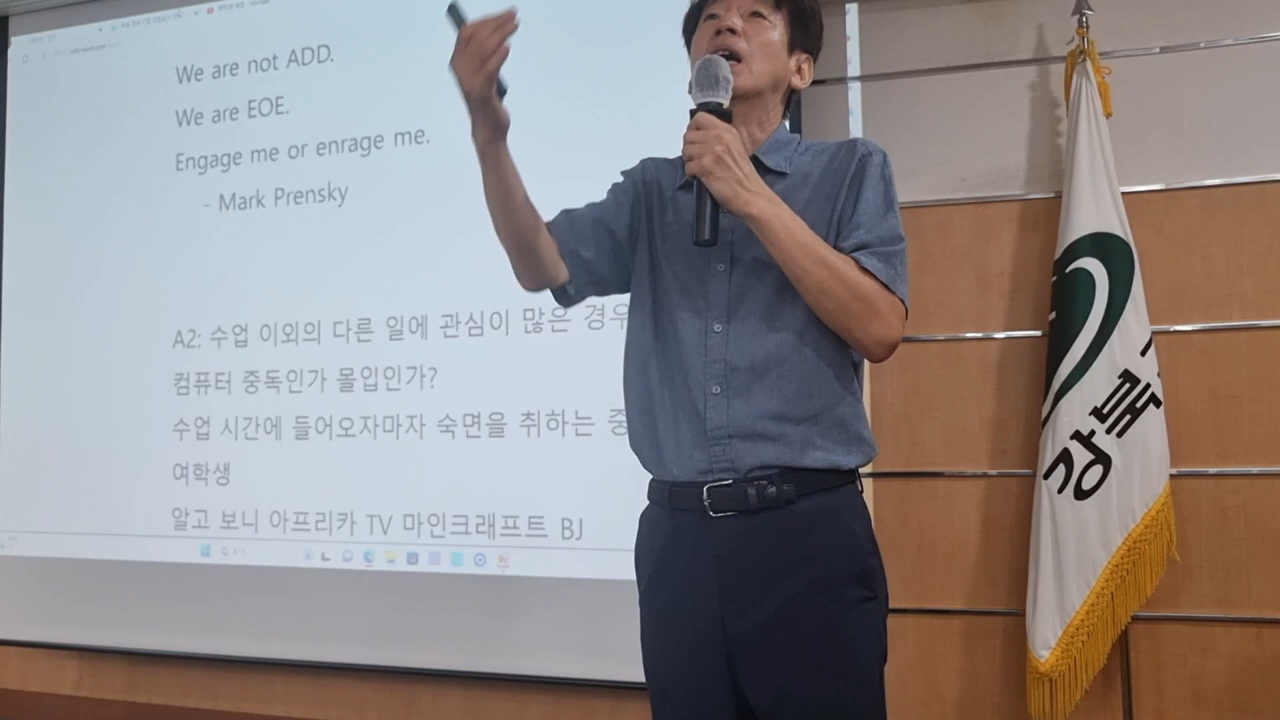 We are not ADD.
We are EOE.
Engage me or enrage me.
- Mark Prensky
A2: 수업 이외의 다른 일에 관심이 많은 경우
컴퓨터 중독인가 몰입인가?
수업 시간에 들어오자마자 숙면을 취하는 중
여학생
알고 보니 아프리카 TV 마인크래프트 BJ
강북